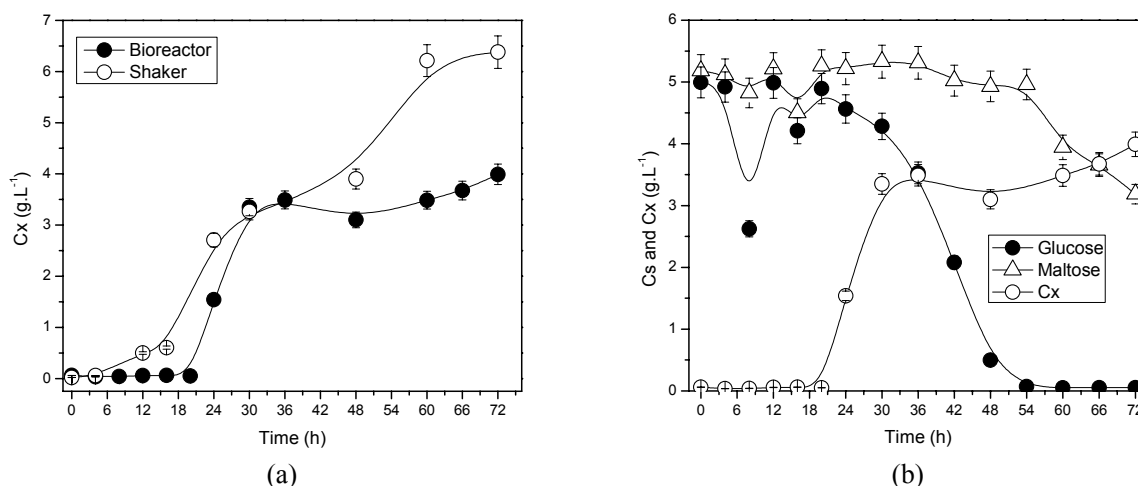 Bioreactor
Shaker
7
6
5
4
3
2
1
0
Cx (g.L⁻¹)
0 6 12 18 24 30 36 42 48 54 60 66 72
Time (h)
(a)
6
5
4
3
2
1
0
Cs and Cx (g.L⁻¹)
Glucose
Maltose
Cx
0 6 12 18 24 30 36 42 48 54 60 66 72
Time (h)
(b)